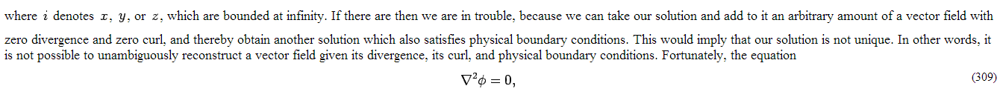 where i denotes x, y, or z, which are bounded at infinity. If there are then we are in trouble, because we can take our solution and add to it an arbitrary amount of a vector field with
zero divergence and zero curl, and thereby obtain another solution which also satisfies physical boundary conditions. This would imply that our solution is not unique. In other words, it
is not possible to unambiguously reconstruct a vector field given its divergence, its curl, and physical boundary conditions. Fortunately, the equation
∇²ϕ = 0, (309)